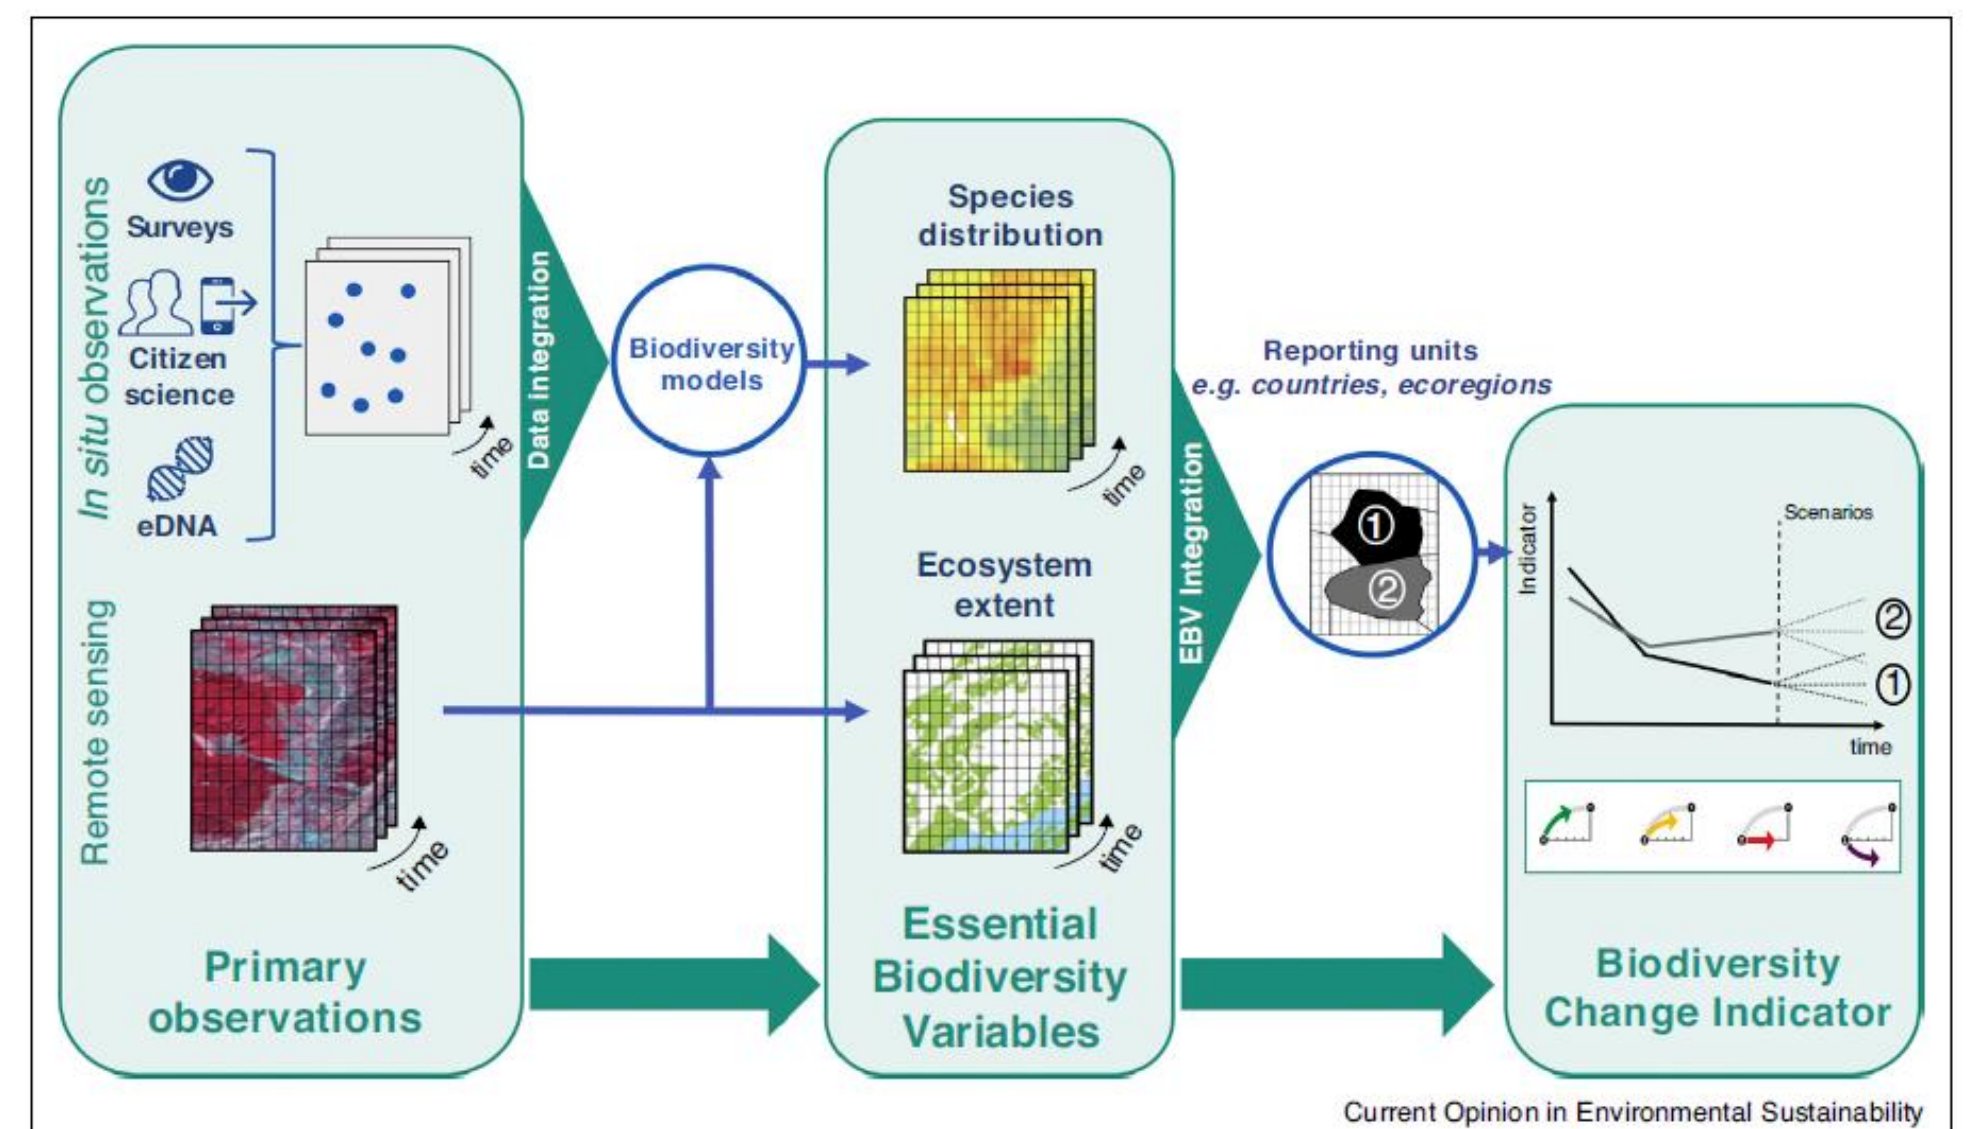 In situ observations
Surveys
Citizen
science
eDNA
time
Remote sensing
time
Primary
observations
Data integration
Biodiversity
models
Species
distribution
time
Ecosystem
extent
time
Essential
Biodiversity
Variables
EBV Integration
Reporting units
e.g. countries, ecoregions
1
2
Indicator
Scenarios
2
1
time
Biodiversity
Change Indicator
Current Opinion in Environmental Sustainability